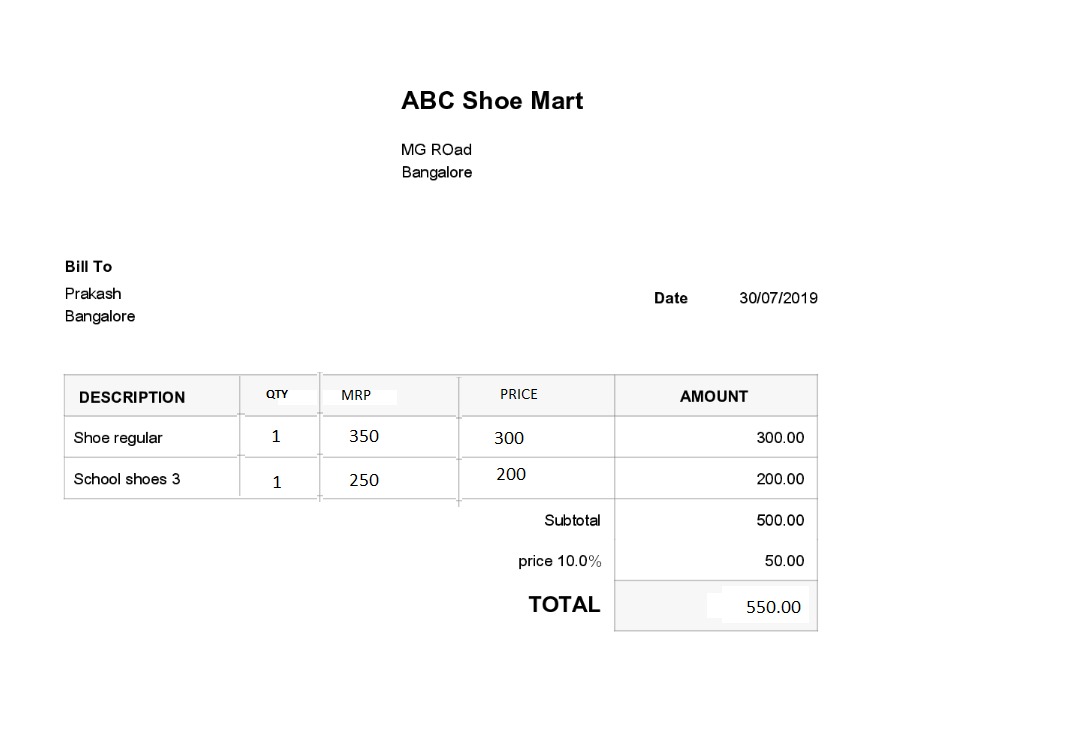 ABC Shoe Mart
MG ROad
Bangalore
Bill To
Prakash
Bangalore
Date 30/07/2019
DESCRIPTION QTY MRP PRICE AMOUNT
Shoe regular 1 350 300 300.00
School shoes 3 1 250 200 200.00
Subtotal 500.00
price 10.0% 50.00
TOTAL 550.00